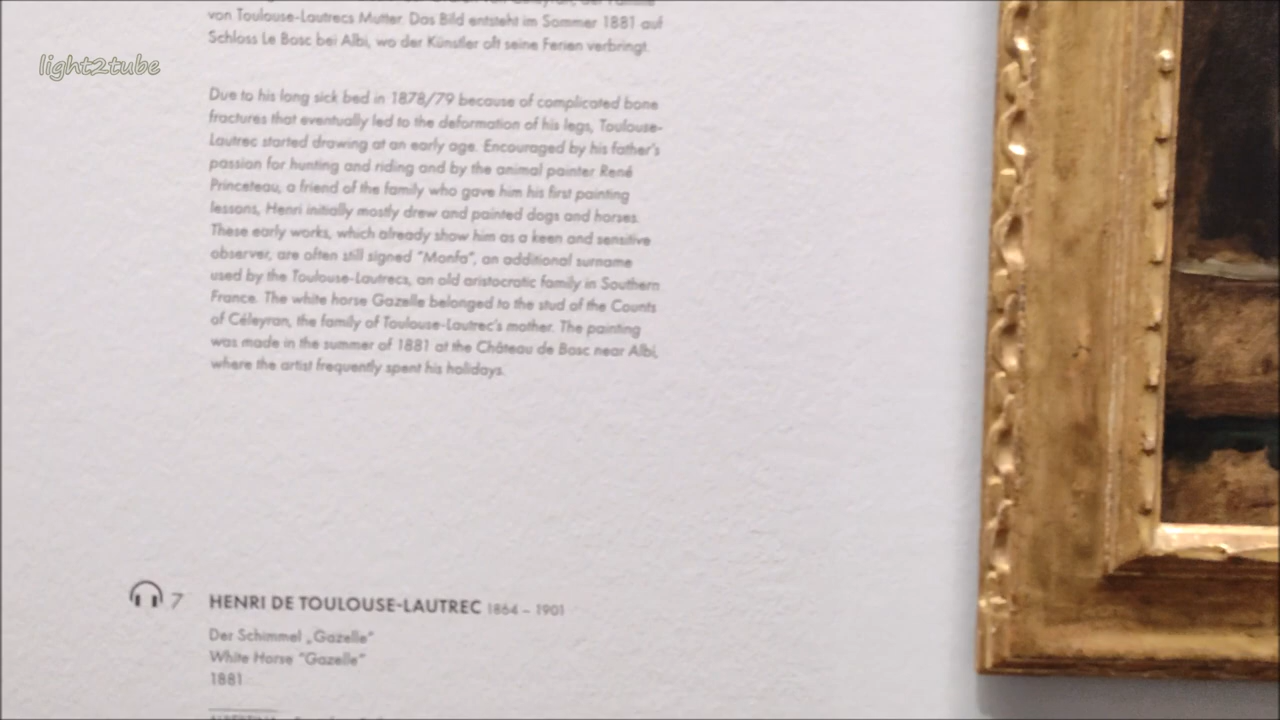 von Toulouse-Lautrecs Mutter. Das Bild entsteht im Sommer 1881 auf
Schloss Le Bosc bei Albi, wo der Künstler oft seine Ferien verbringt.
light2tube
Due to his long sick bed in 1878/79 because of complicated bone
fractures that eventually led to the deformation of his legs, Toulouse-
Lautrec started drawing at an early age. Encouraged by his father's
passion for hunting and riding and by the animal painter René
Princeteau, a friend of the family who gave him his first painting
lessons, Henri initially mostly drew and painted dogs and horses.
These early works, which already show him as a keen and sensitive
observer, are often still signed "Monfa", an additional surname
used by the Toulouse-Lautrecs, an old aristocratic family in Southern
France. The white horse Gazelle belonged to the stud of the Counts
of Céleyran, the family of Toulouse-Lautrec's mother. The painting
was made in the summer of 1881 at the Château de Bosc near Albi,
where the artist frequently spent his holidays.
7 HENRI DE TOULOUSE-LAUTREC 1864 – 1901
Der Schimmel „Gazelle"
White Horse "Gazelle"
1881